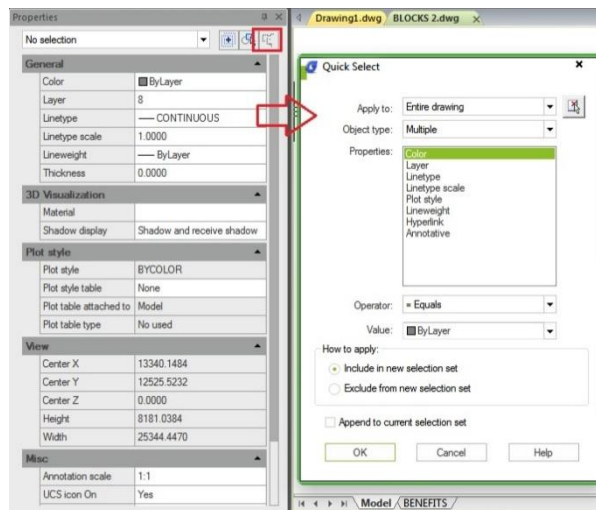 Properties
No selection
General
Color ByLayer
Layer 8
Linetype CONTINUOUS
Linetype scale 1.0000
Lineweight ByLayer
Thickness 0.0000
3D Visualization
Material
Shadow display Shadow and receive shadow
Plot style
Plot style BYCOLOR
Plot style table None
Plot table attached to Model
Plot table type No used
View
Center X 13340.1484
Center Y 12525.5232
Center Z 0.0000
Height 8181.0384
Width 25344.4470
Misc
Annotation scale 1:1
UCS icon On Yes
Drawing1.dwg BLOCKS 2.dwg
Quick Select
Apply to: Entire drawing
Object type: Multiple
Properties: Color
Layer
Linetype
Linetype scale
Plot style
Lineweight
Hyperlink
Annotative
Operator: = Equals
Value: ByLayer
How to apply:
Include in new selection set
Exclude from new selection set
Append to current selection set
OK Cancel Help
Model BENEFITS